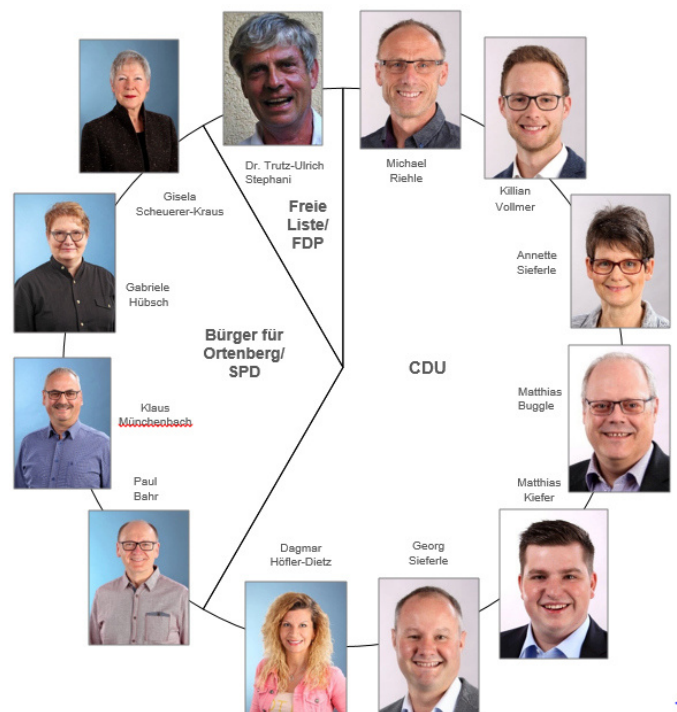 Dr. Trutz-Ulrich
Stephani
Michael
Riehle
Gisela
Scheuerer-Kraus
Freie
Liste/
FDP
Killian
Vollmer
Annette
Sieferle
Gabriele
Hübsch
Bürger für
Ortenberg/
SPD
CDU
Matthias
Buggle
Klaus
Münchenbach
Paul
Bahr
Matthias
Kiefer
Dagmar
Höfler-Dietz
Georg
Sieferle